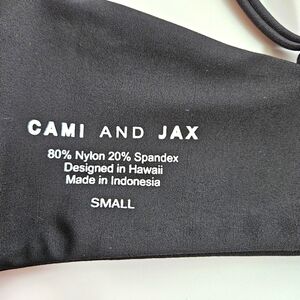 CAMI AND JAX
80% Nylon 20% Spandex
Designed in Hawaii
Made in Indonesia
SMALL